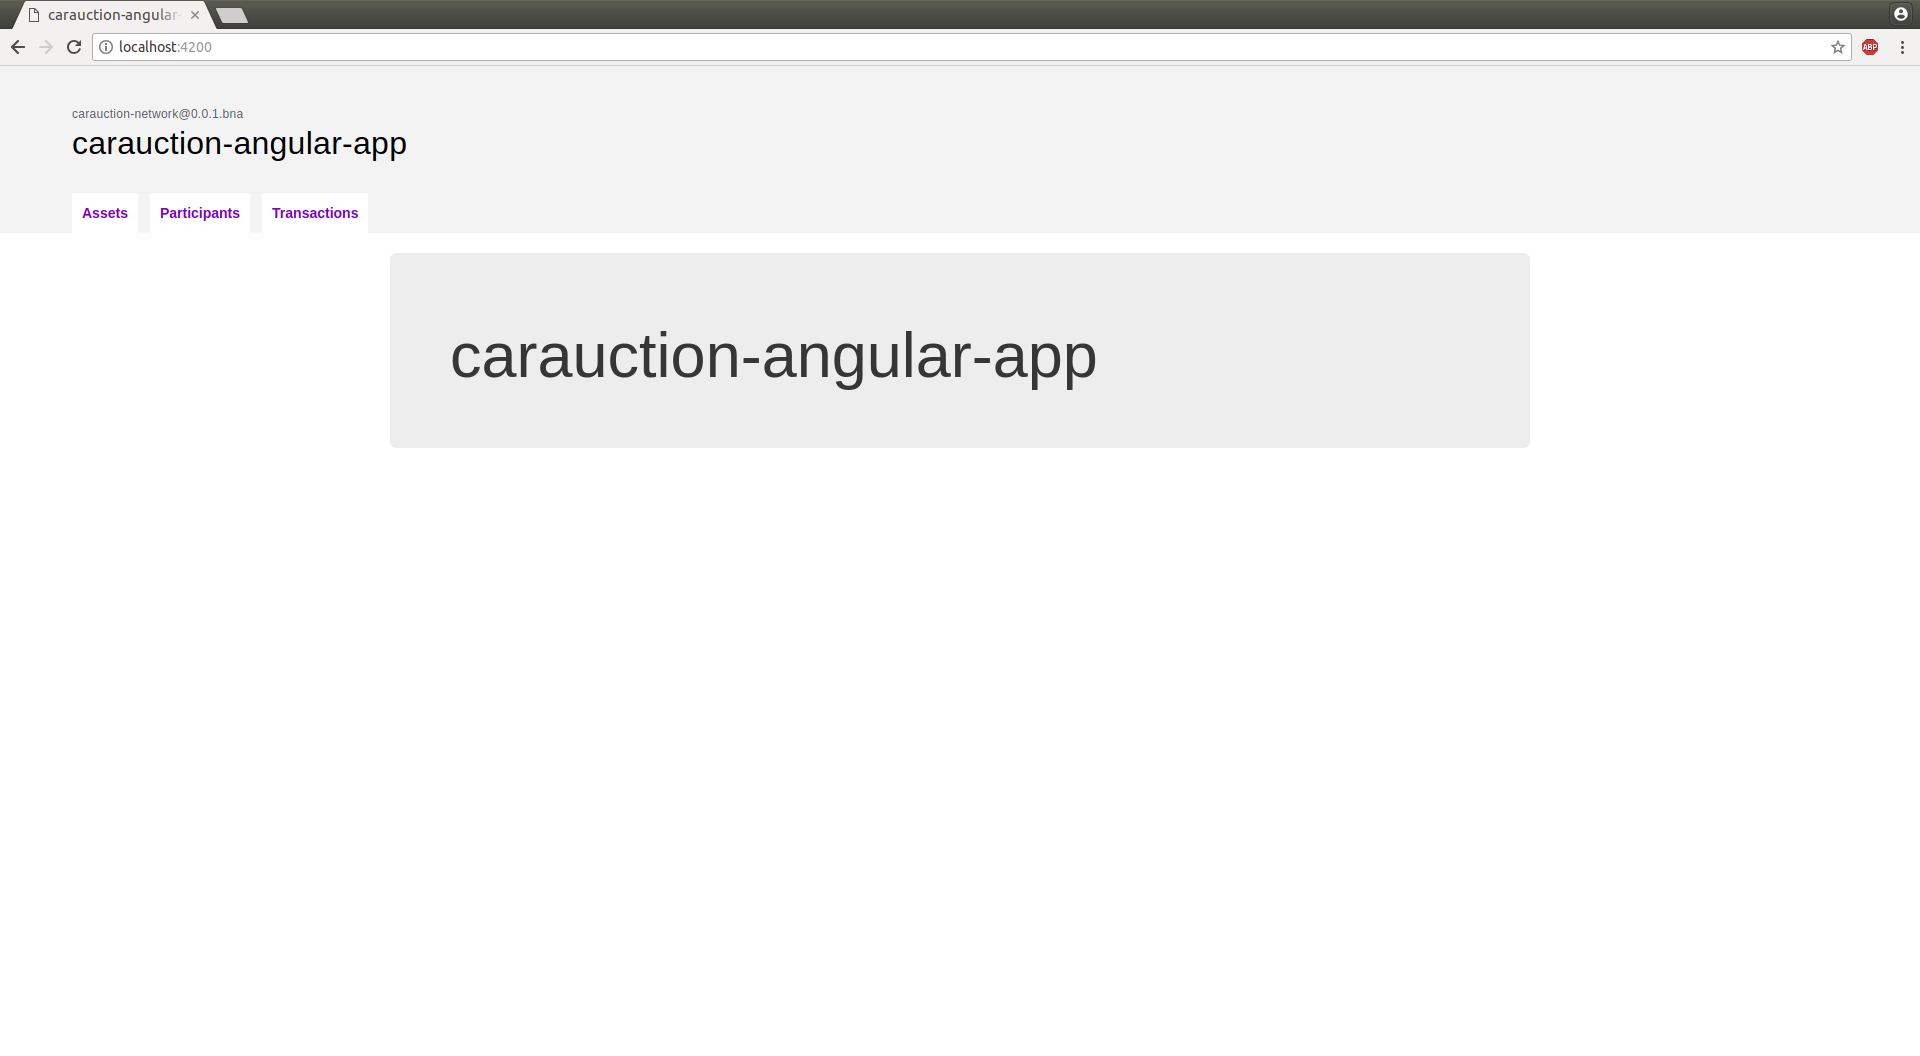 carauction-angular-
localhost:4200
ABP
carauction-network@0.0.1.bna
carauction-angular-app
Assets Participants Transactions
carauction-angular-app